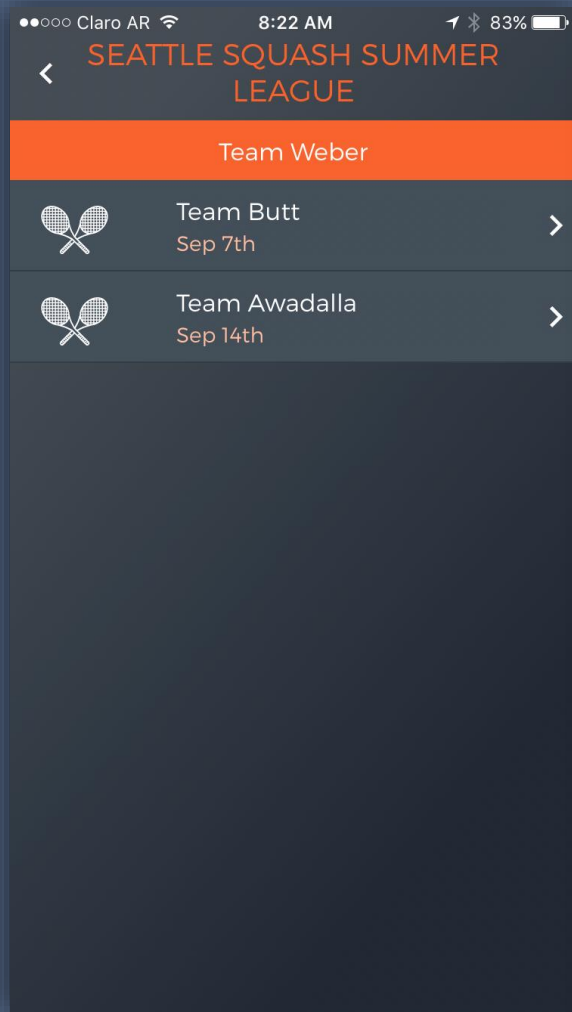 Claro AR 8:22 AM 83%
SEATTLE SQUASH SUMMER
LEAGUE
Team Weber
Team Butt
Sep 7th
Team Awadalla
Sep 14th